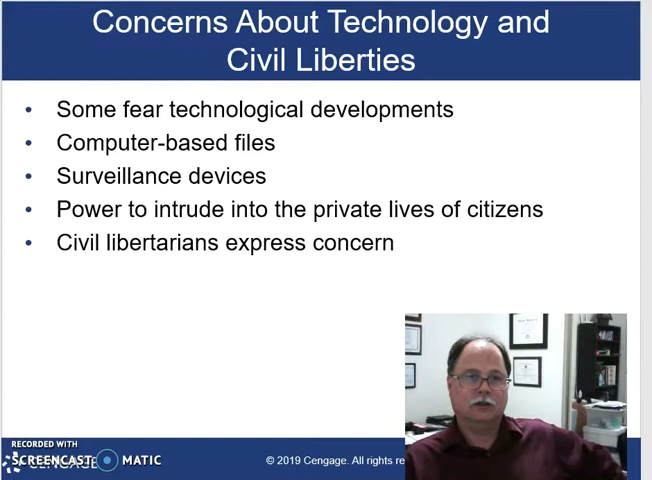 Concerns About Technology and
Civil Liberties
• Some fear technological developments
• Computer-based files
• Surveillance devices
• Power to intrude into the private lives of citizens
• Civil libertarians express concern
RECORDED WITH
SCREENCAST MATIC
CENGAGE
© 2019 Cengage. All rights re